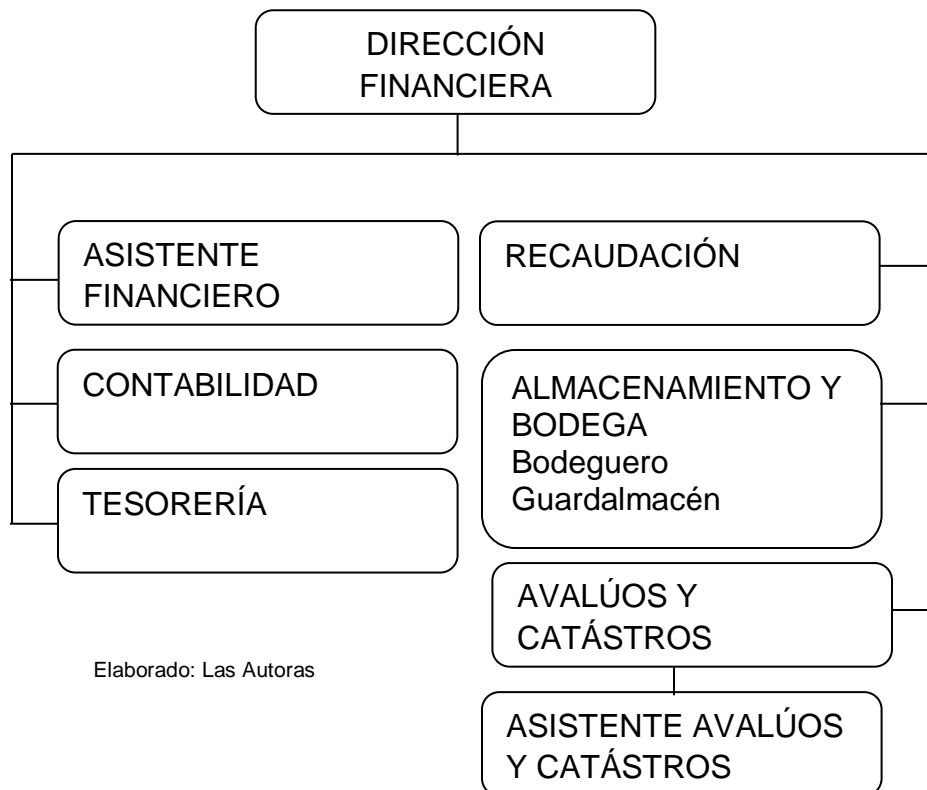 DIRECCIÓN
FINANCIERA
ASISTENTE
FINANCIERO
RECAUDACIÓN
CONTABILIDAD
ALMACENAMIENTO Y
BODEGA
Bodeguero
Guardalmacén
TESORERÍA
AVALÚOS Y
CATÁSTROS
Elaborado: Las Autoras
ASISTENTE AVALÚOS
Y CATÁSTROS